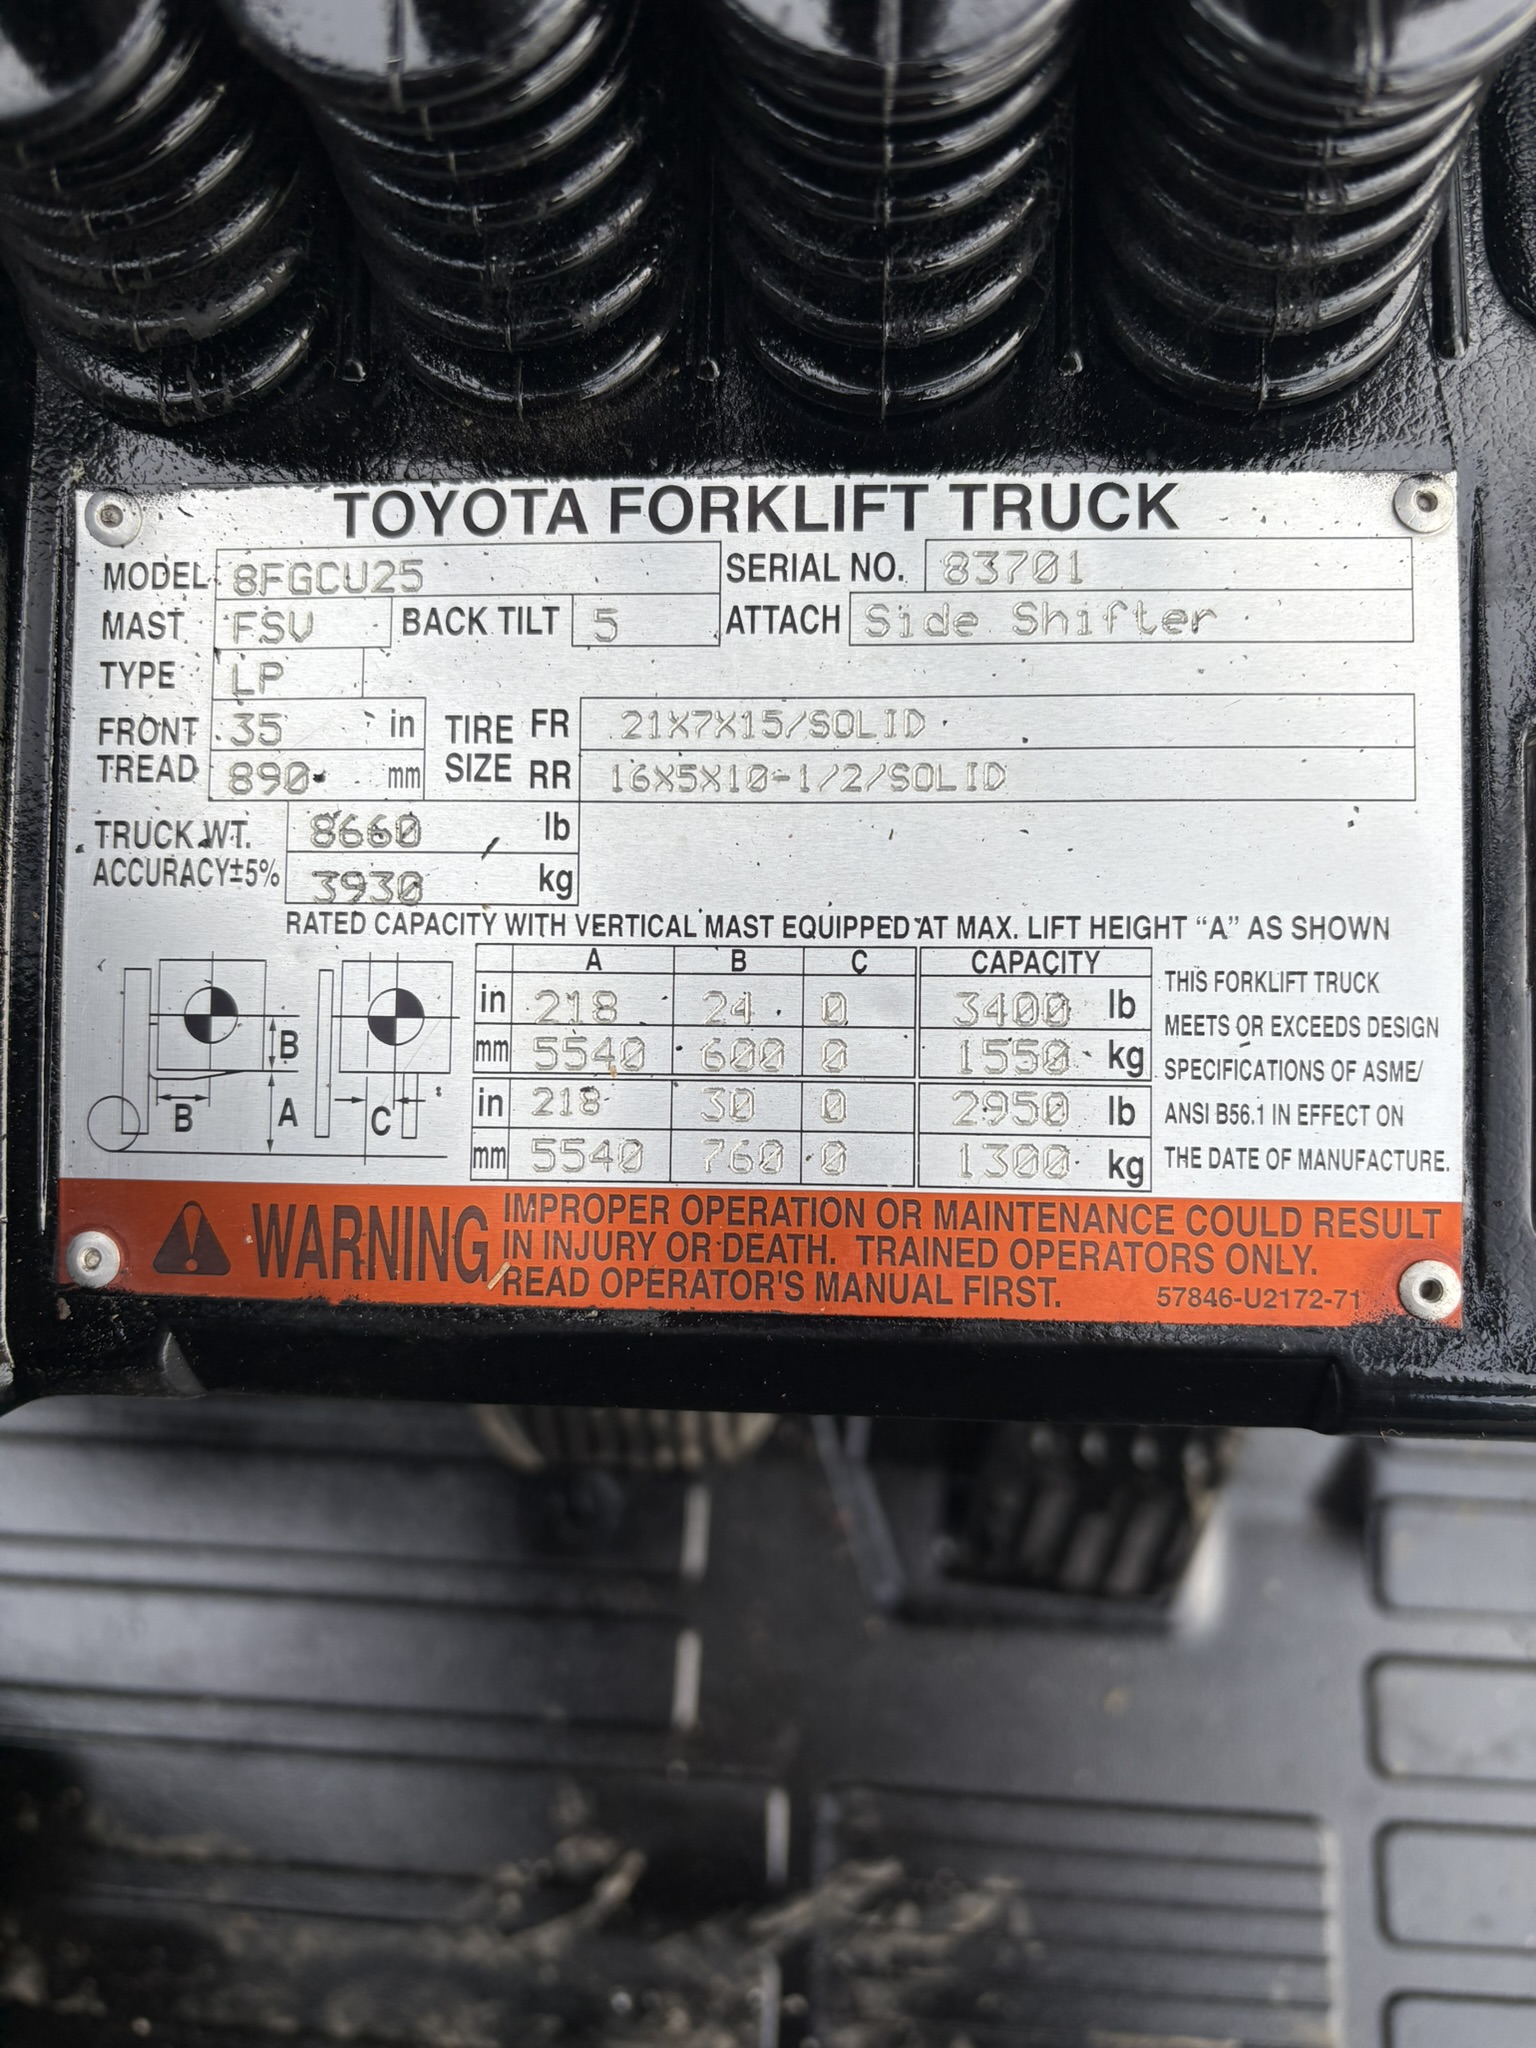 TOYOTA FORKLIFT TRUCK
MODEL 8FGCU25 SERIAL NO. 83701
MAST FSV BACK TILT 5 ATTACH Side Shifter
TYPE LP
FRONT 35 in TIRE FR 21X7X15/SOLID
TREAD 890 mm SIZE RR 16X5X10-1/2/SOLID
TRUCK WT. 8660 lb
ACCURACY±5% 3930 kg
RATED CAPACITY WITH VERTICAL MAST EQUIPPED AT MAX. LIFT HEIGHT "A" AS SHOWN
A B C CAPACITY
in 218 24 0 3400 lb
mm 5540 600 0 1550 kg
in 218 30 0 2950 lb
mm 5540 760 0 1300 kg
B
B A C
THIS FORKLIFT TRUCK
MEETS OR EXCEEDS DESIGN
SPECIFICATIONS OF ASME/
ANSI B56.1 IN EFFECT ON
THE DATE OF MANUFACTURE.
WARNING
IMPROPER OPERATION OR MAINTENANCE COULD RESULT
IN INJURY OR DEATH. TRAINED OPERATORS ONLY.
READ OPERATOR'S MANUAL FIRST.
57846-U2172-71